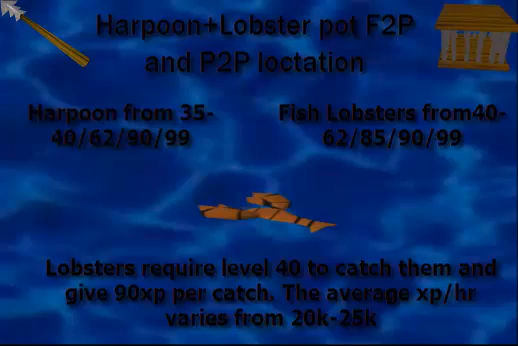 Harpoon+Lobster pot F2P
and P2P loctation
Harpoon from 35-
40/62/90/99
Fish Lobsters from40-
62/85/90/99
Lobsters require level 40 to catch them and
give 90xp per catch. The average xp/hr
varies from 20k-25k